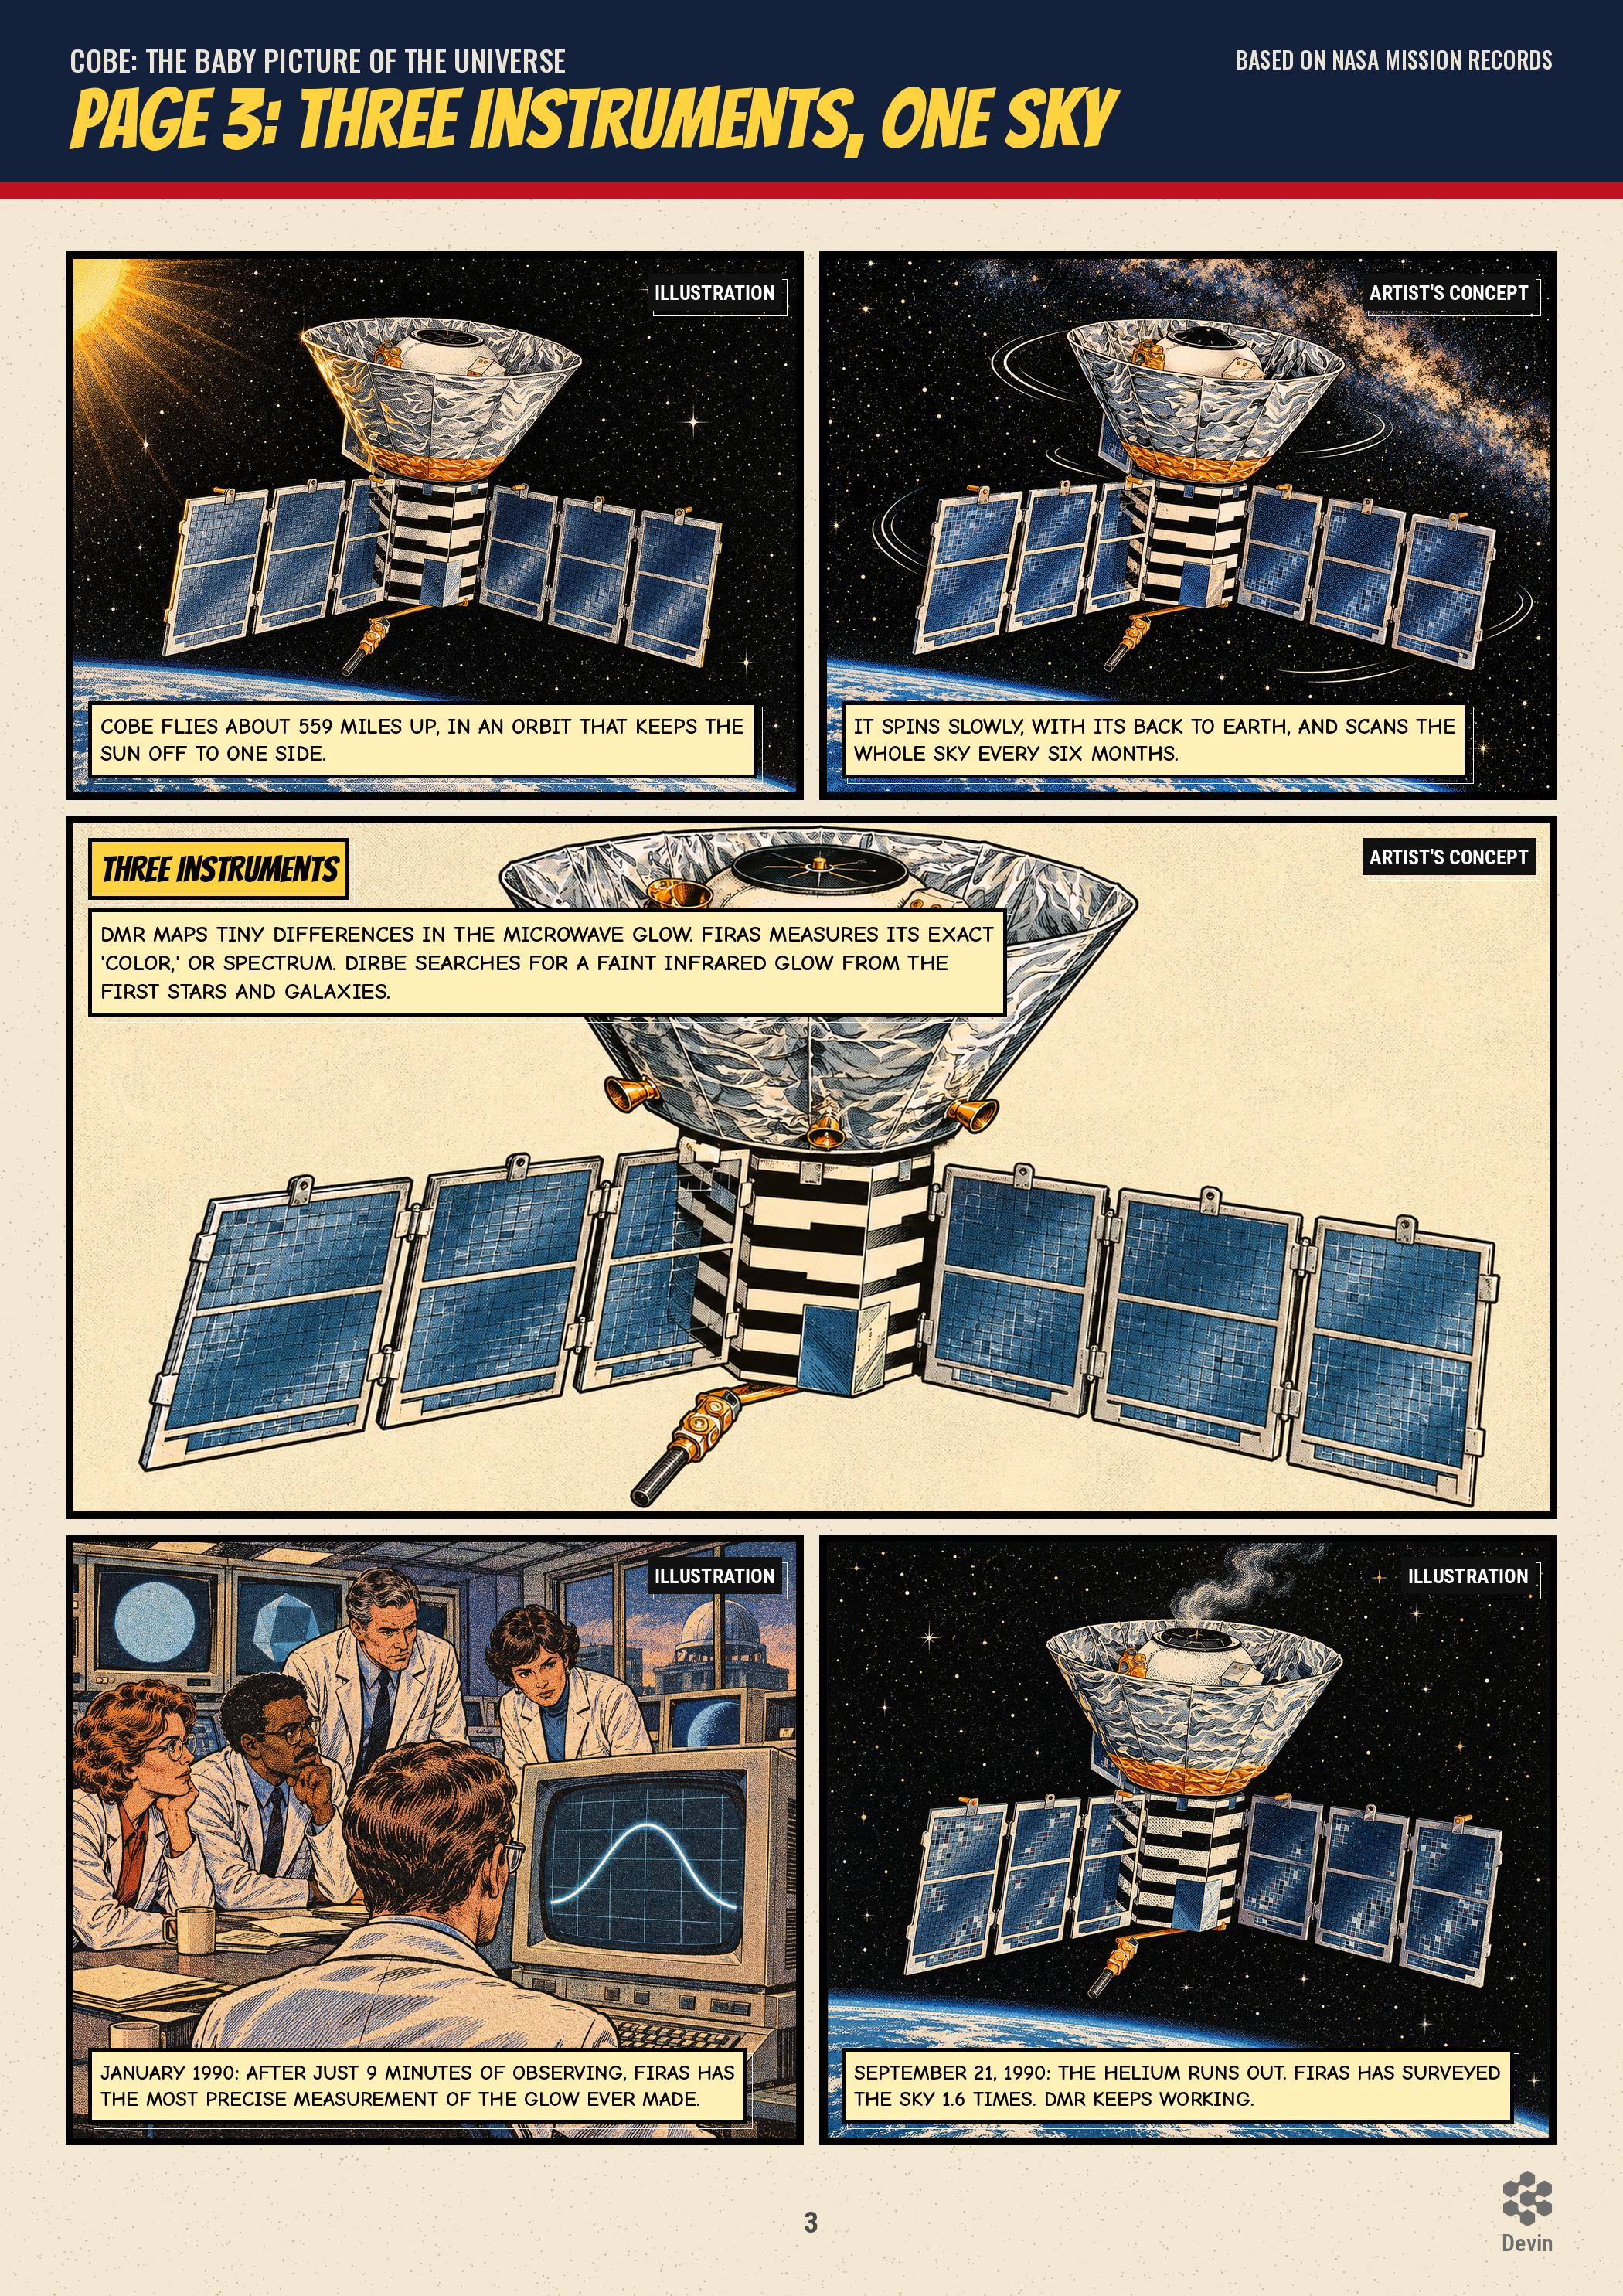 COBE: THE BABY PICTURE OF THE UNIVERSE
BASED ON NASA MISSION RECORDS
PAGE 3: THREE INSTRUMENTS, ONE SKY
ILLUSTRATION
COBE FLIES ABOUT 559 MILES UP, IN AN ORBIT THAT KEEPS THE
SUN OFF TO ONE SIDE.
ARTIST'S CONCEPT
IT SPINS SLOWLY, WITH ITS BACK TO EARTH, AND SCANS THE
WHOLE SKY EVERY SIX MONTHS.
THREE INSTRUMENTS
ARTIST'S CONCEPT
DMR MAPS TINY DIFFERENCES IN THE MICROWAVE GLOW. FIRAS MEASURES ITS EXACT
'COLOR,' OR SPECTRUM. DIRBE SEARCHES FOR A FAINT INFRARED GLOW FROM THE
FIRST STARS AND GALAXIES.
ILLUSTRATION
JANUARY 1990: AFTER JUST 9 MINUTES OF OBSERVING, FIRAS HAS
THE MOST PRECISE MEASUREMENT OF THE GLOW EVER MADE.
ILLUSTRATION
SEPTEMBER 21, 1990: THE HELIUM RUNS OUT. FIRAS HAS SURVEYED
THE SKY 1.6 TIMES. DMR KEEPS WORKING.
3
Devin